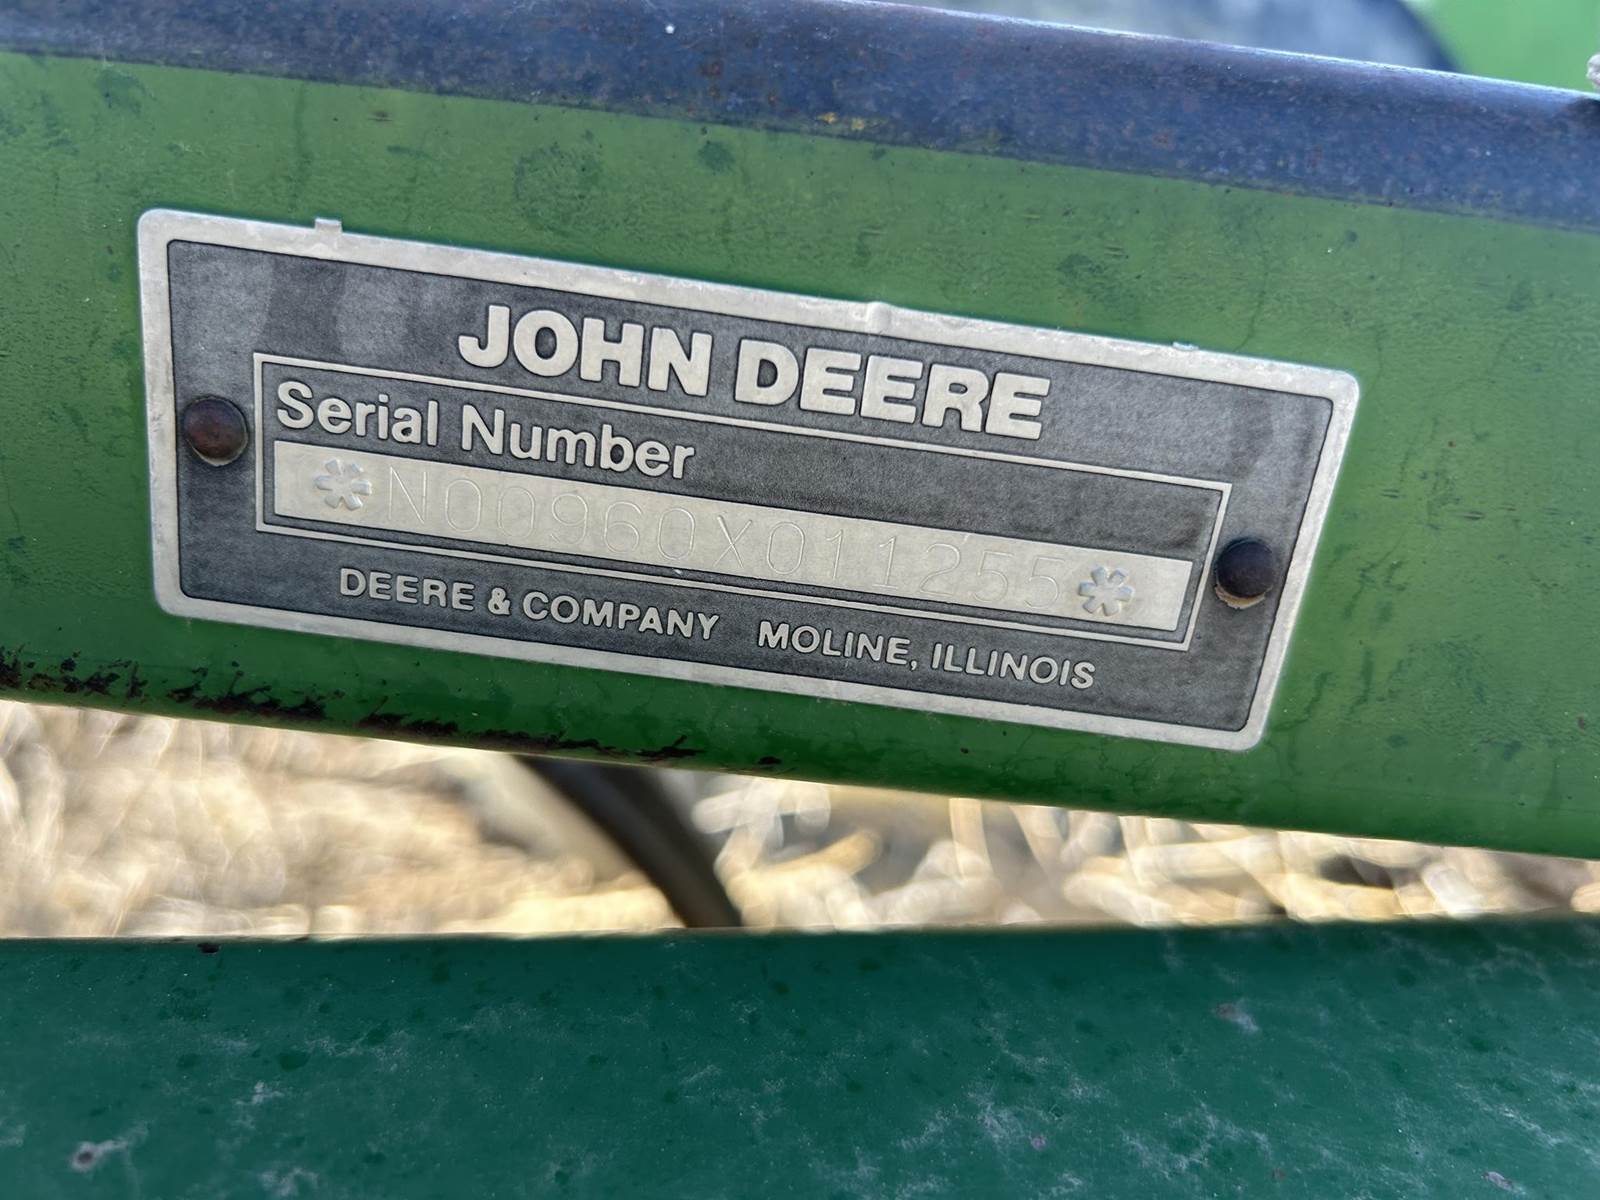 JOHN DEERE
Serial Number
*N00960X011255*
DEERE & COMPANY MOLINE, ILLINOIS